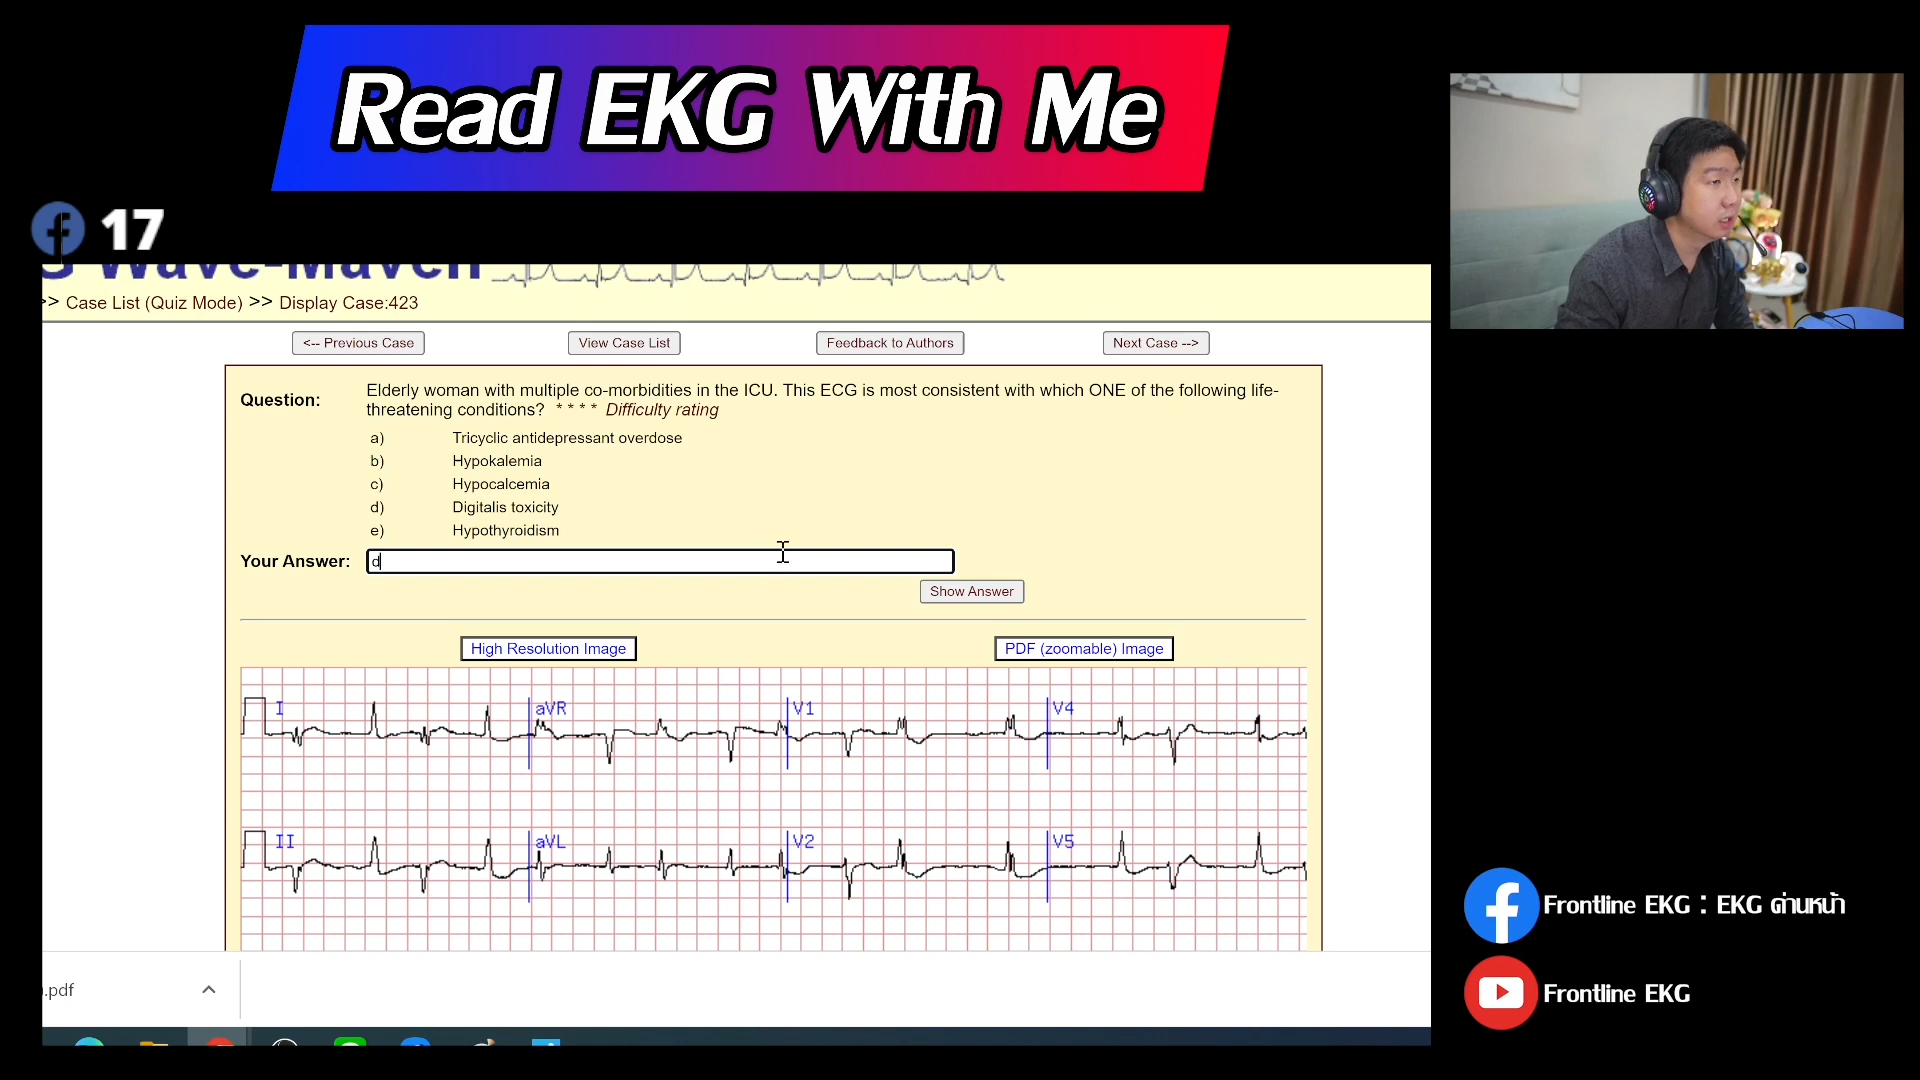 Read EKG With Me
17
G Wave-Maven
>> Case List (Quiz Mode) >> Display Case:423
<-- Previous Case
View Case List
Feedback to Authors
Next Case -->
Question:
Elderly woman with multiple co-morbidities in the ICU. This ECG is most consistent with which ONE of the following life-
threatening conditions? * * * * Difficulty rating
a) Tricyclic antidepressant overdose
b) Hypokalemia
c) Hypocalcemia
d) Digitalis toxicity
e) Hypothyroidism
Your Answer: d
Show Answer
High Resolution Image
PDF (zoomable) Image
I aVR V1 V4
II aVL V2 V5
.pdf
Frontline EKG : EKG ด่านหน้า
Frontline EKG